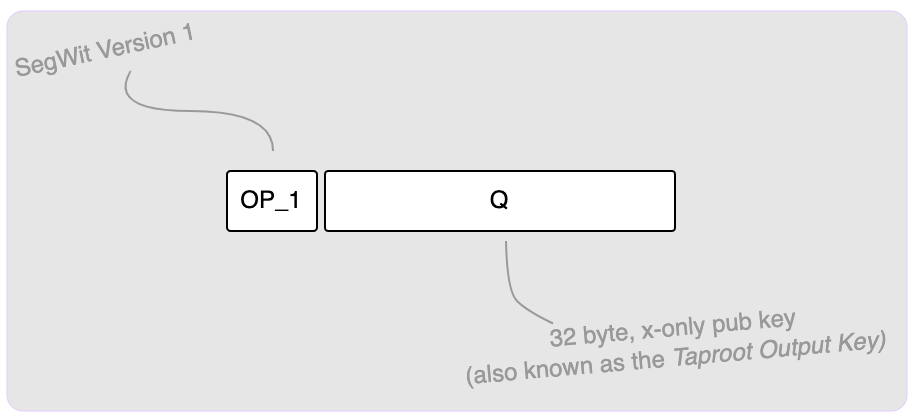 SegWit Version 1
OP_1
Q
32 byte, x-only pub key
(also known as the Taproot Output Key)